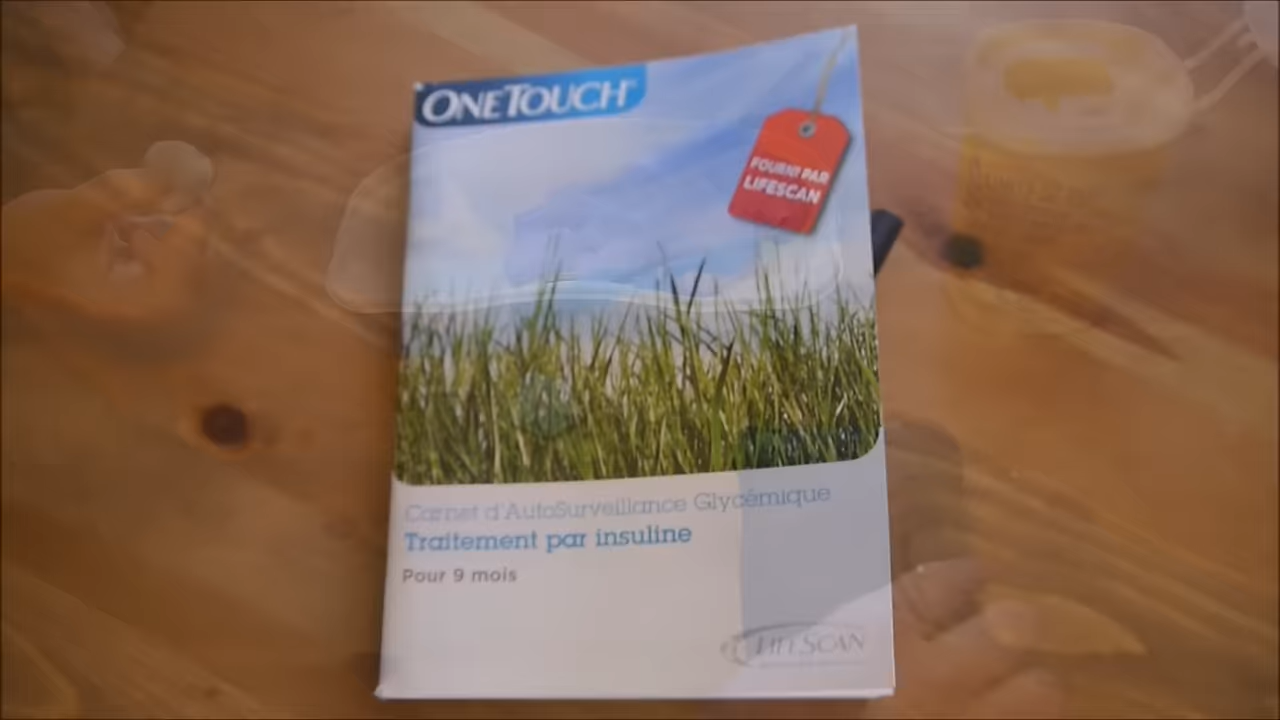 ONETOUCH
FOURNI PAR
LIFESCAN
Carnet d'AutoSurveillance Glycémique
Traitement par insuline
Pour 9 mois
LIFESCAN